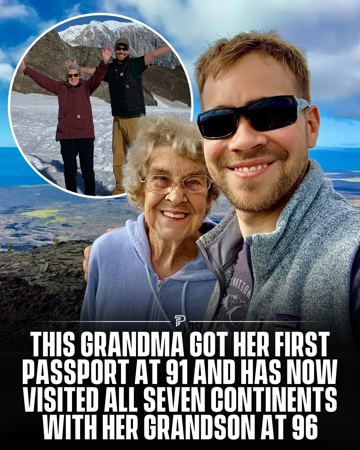 THIS GRANDMA GOT HER FIRST
PASSPORT AT 91 AND HAS NOW
VISITED ALL SEVEN CONTINENTS
WITH HER GRANDSON AT 96